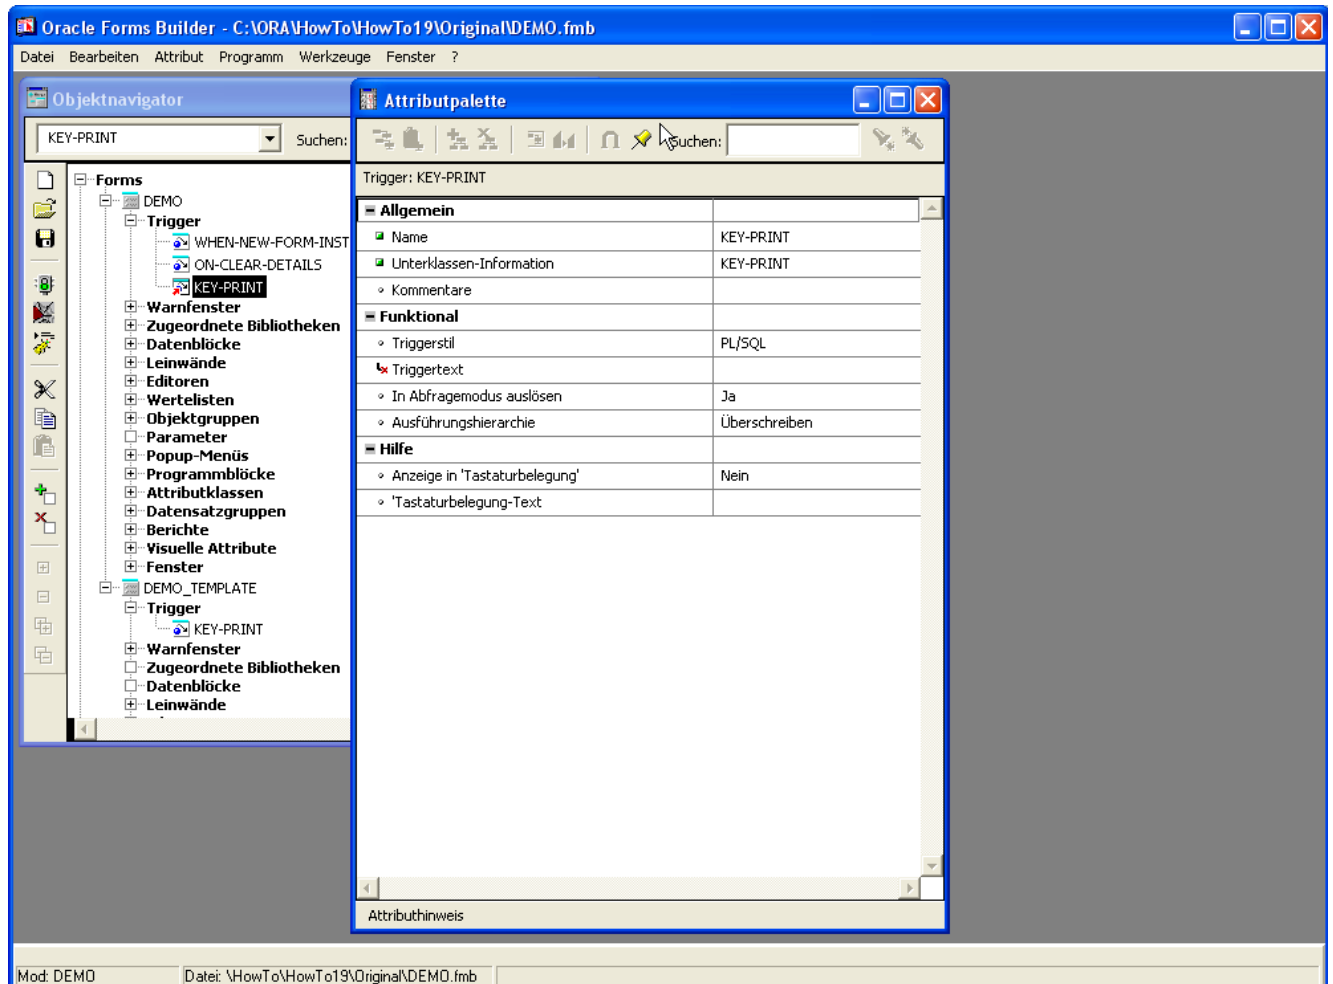 Oracle Forms Builder - C:\ORA\HowTo\HowTo19\Original\DEMO.fmb
Datei Bearbeiten Attribut Programm Werkzeuge Fenster ?
Objektnavigator
KEY-PRINT
Suchen:
Forms
DEMO
Trigger
WHEN-NEW-FORM-INST
ON-CLEAR-DETAILS
KEY-PRINT
Warnfenster
Zugeordnete Bibliotheken
Datenblöcke
Leinwände
Editoren
Wertelisten
Objektgruppen
Parameter
Popup-Menüs
Programmblöcke
Attributklassen
Datensatzgruppen
Berichte
Visuelle Attribute
Fenster
DEMO_TEMPLATE
Trigger
KEY-PRINT
Warnfenster
Zugeordnete Bibliotheken
Datenblöcke
Leinwände
Attributpalette
Suchen:
Trigger: KEY-PRINT
Allgemein
Name KEY-PRINT
Unterklassen-Information KEY-PRINT
Kommentare
Funktional
Triggerstil PL/SQL
Triggertext
In Abfragemodus auslösen Ja
Ausführungshierarchie Überschreiben
Hilfe
Anzeige in 'Tastaturbelegung' Nein
'Tastaturbelegung-Text
Attributhinweis
Mod: DEMO Datei: \HowTo\HowTo19\Original\DEMO.fmb